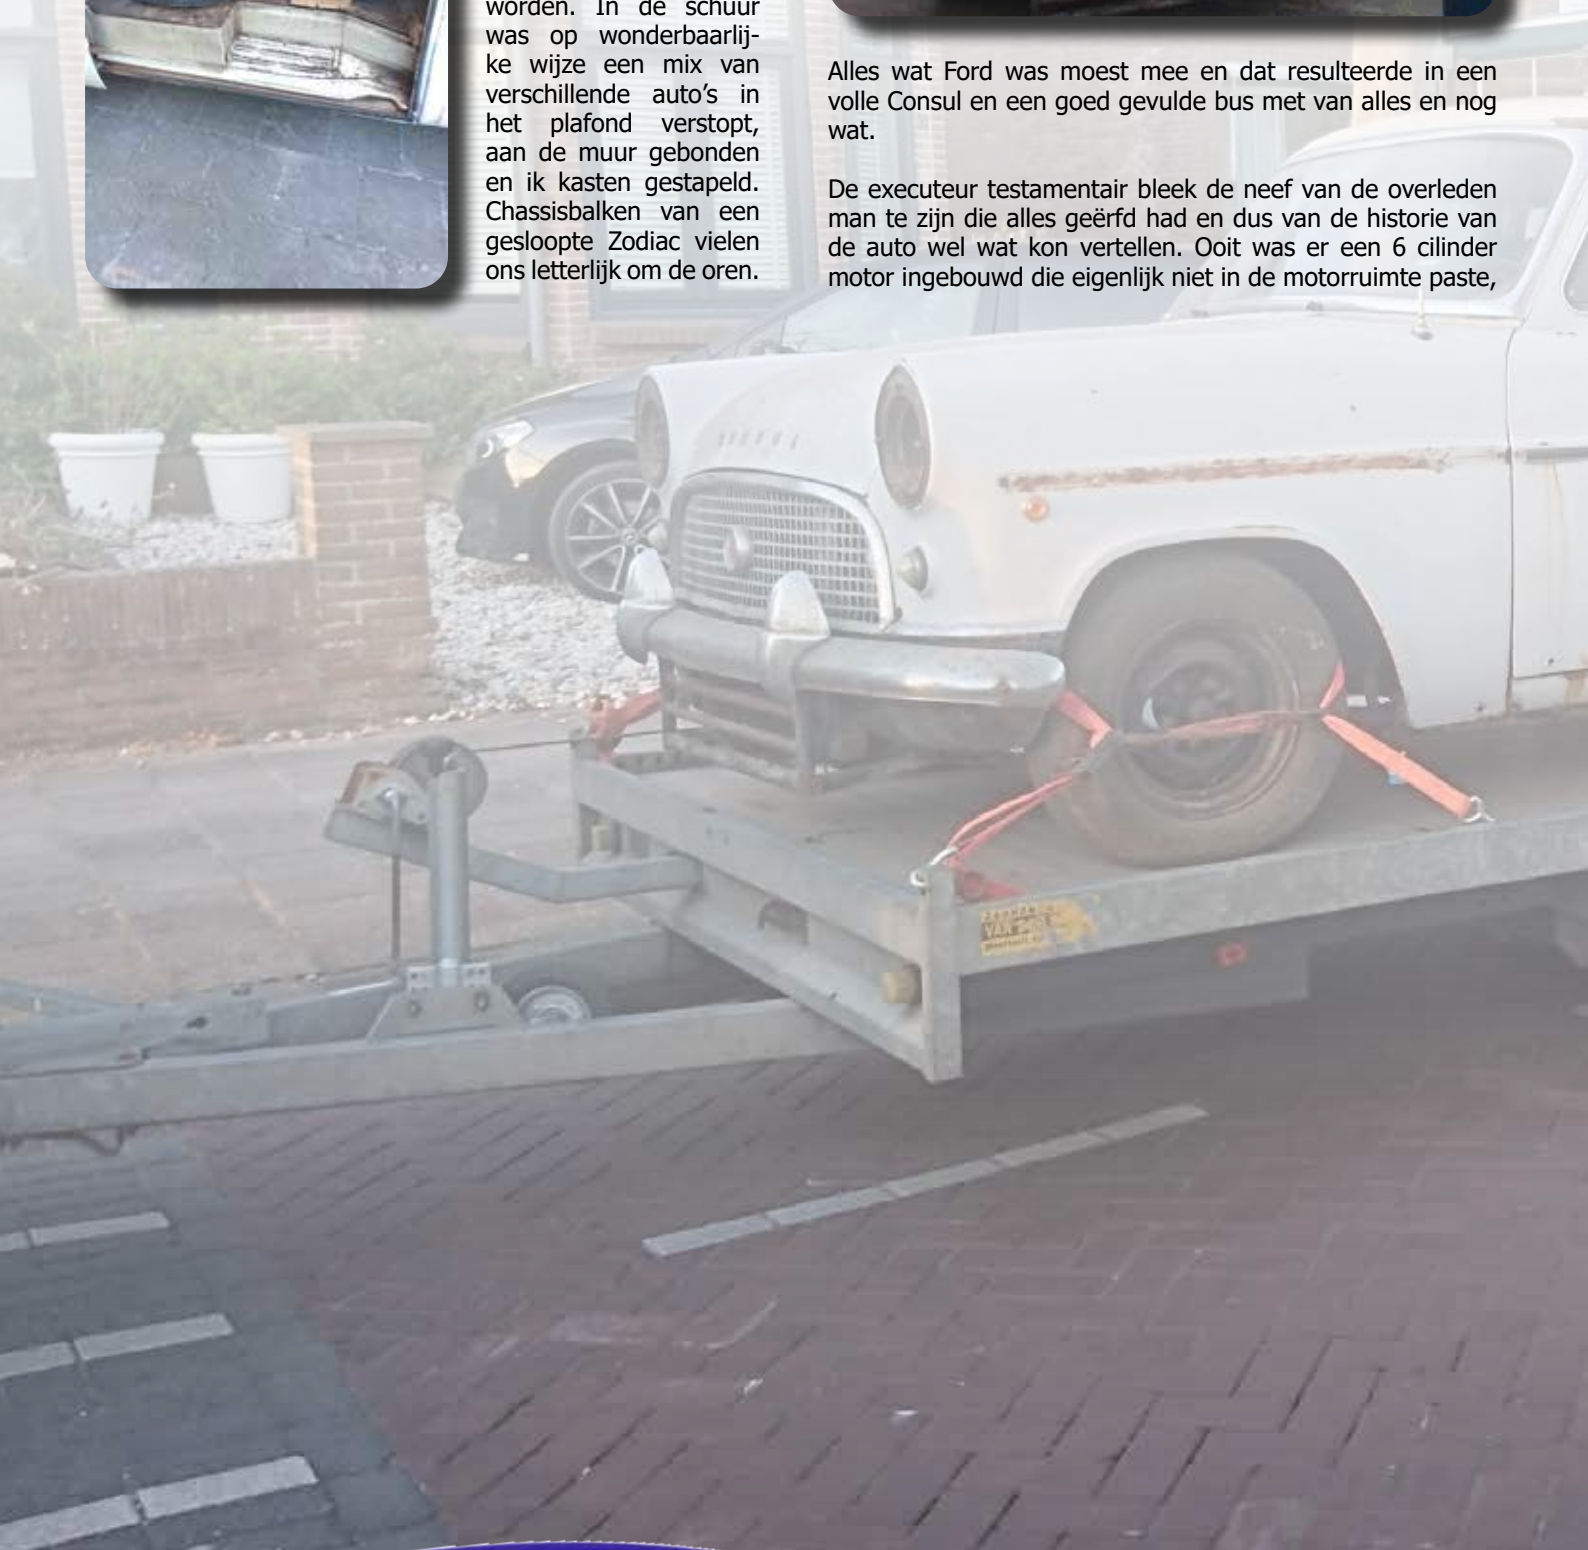 worden. In de schuur
was op wonderbaarlij-
ke wijze een mix van
verschillende auto's in
het plafond verstopt,
aan de muur gebonden
en ik kasten gestapeld.
Chassisbalken van een
gesloopte Zodiac vielen
ons letterlijk om de oren.
Alles wat Ford was moest mee en dat resulteerde in een
volle Consul en een goed gevulde bus met van alles en nog
wat.
De executeur testamentair bleek de neef van de overleden
man te zijn die alles geërfd had en dus van de historie van
de auto wel wat kon vertellen. Ooit was er een 6 cilinder
motor ingebouwd die eigenlijk niet in de motorruimte paste,